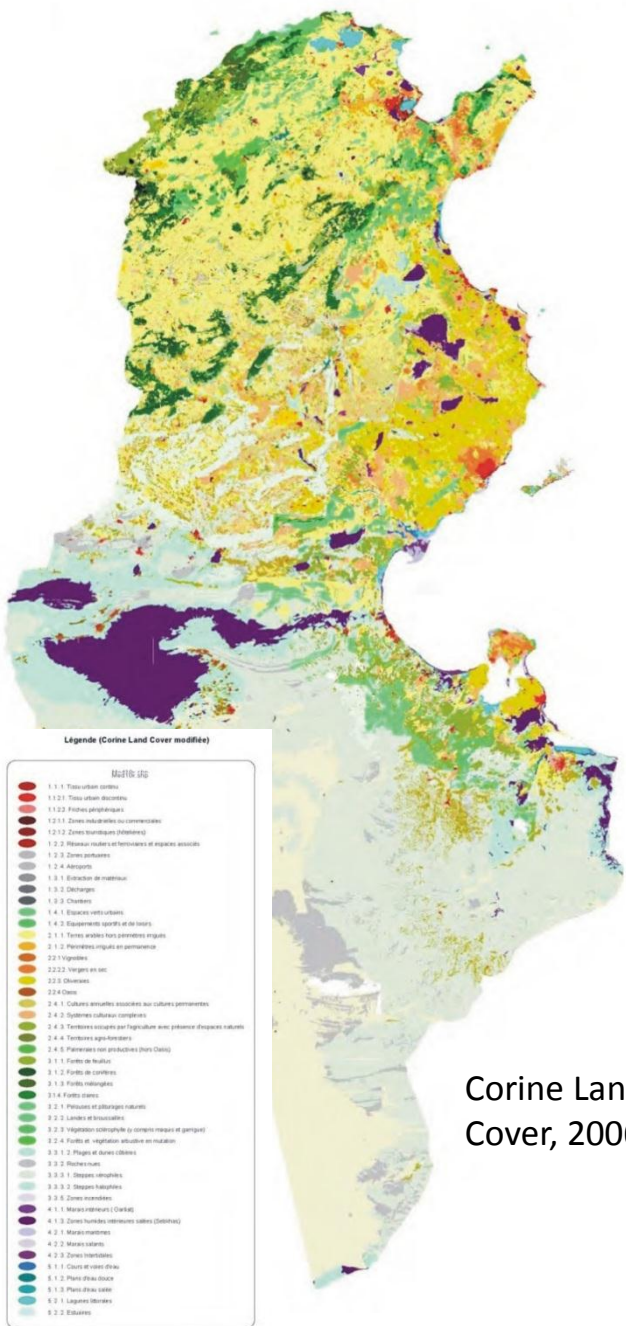 Légende (Corine Land Cover modifiée)
1. 1. 1. Tissu urbain continu
1.1.2.1. Tissu urbain discontinu
1.1.2.2. Friches périphériques
1.2.1.1. Zones industrielles ou commerciales
1.2.1.2. Zones touristiques (hôtelières)
1. 2. 2. Réseaux routiers et ferroviaires et espaces associés
1. 2. 3. Zones portuaires
1. 2. 4. Aéroports
1. 3. 1. Extraction de matériaux
1. 3. 2. Décharges
1. 3. 3. Chantiers
1. 4. 1. Espaces verts urbains
1. 4. 2. Equipements sportifs et de loisirs
2. 1. 1. Terres arables hors périmètres irrigués
2. 1. 2. Périmètres irrigués en permanence
2.2.1 Vignobles
2.2.2.2. Vergers en sec
2.2.3. Oliveraies
2.2.4 Oasis
2. 4. 1. Cultures annuelles associées aux cultures permanentes
2. 4. 2. Systèmes culturaux complexes
2. 4. 3. Territoires occupés par l'agriculture avec présence d'espaces naturels
2. 4. 4. Territoires agro-forestiers
2. 4. 5. Palmeraies non productives (hors Oasis)
3. 1. 1. Forêts de feuillus
3. 1. 2. Forêts de conifères
3. 1. 3. Forêts mélangées
3.1.4. Forêts claires
3. 2. 1. Pelouses et pâturages naturels
3. 2. 2. Landes et broussailles
3. 2. 3. Végétation sclérophylle (y compris maquis et garrigue)
3. 2. 4. Forêts et végétation arbustive en mutation
3. 3. 1. 2. Plages et dunes côtières
3. 3. 2. Roches nues
3. 3. 3. 1. Steppes xérophiles
3. 3. 3. 2. Steppes halophiles
3. 3. 5. Zones incendiées
4. 1. 1. Marais intérieurs ( Garâat)
4. 1. 3. Zones humides intérieures salées (Sebkhas)
4. 2. 1. Marais maritimes
4. 2. 2. Marais salants
4. 2. 3. Zones Intertidales
5. 1. 1. Cours et voies d'eau
5. 1. 2. Plans d'eau douce
5. 1. 3. Plans d'eau salée
5. 2. 1. Lagunes littorales
5. 2. 2. Estuaires
Corine Lan
Cover, 200